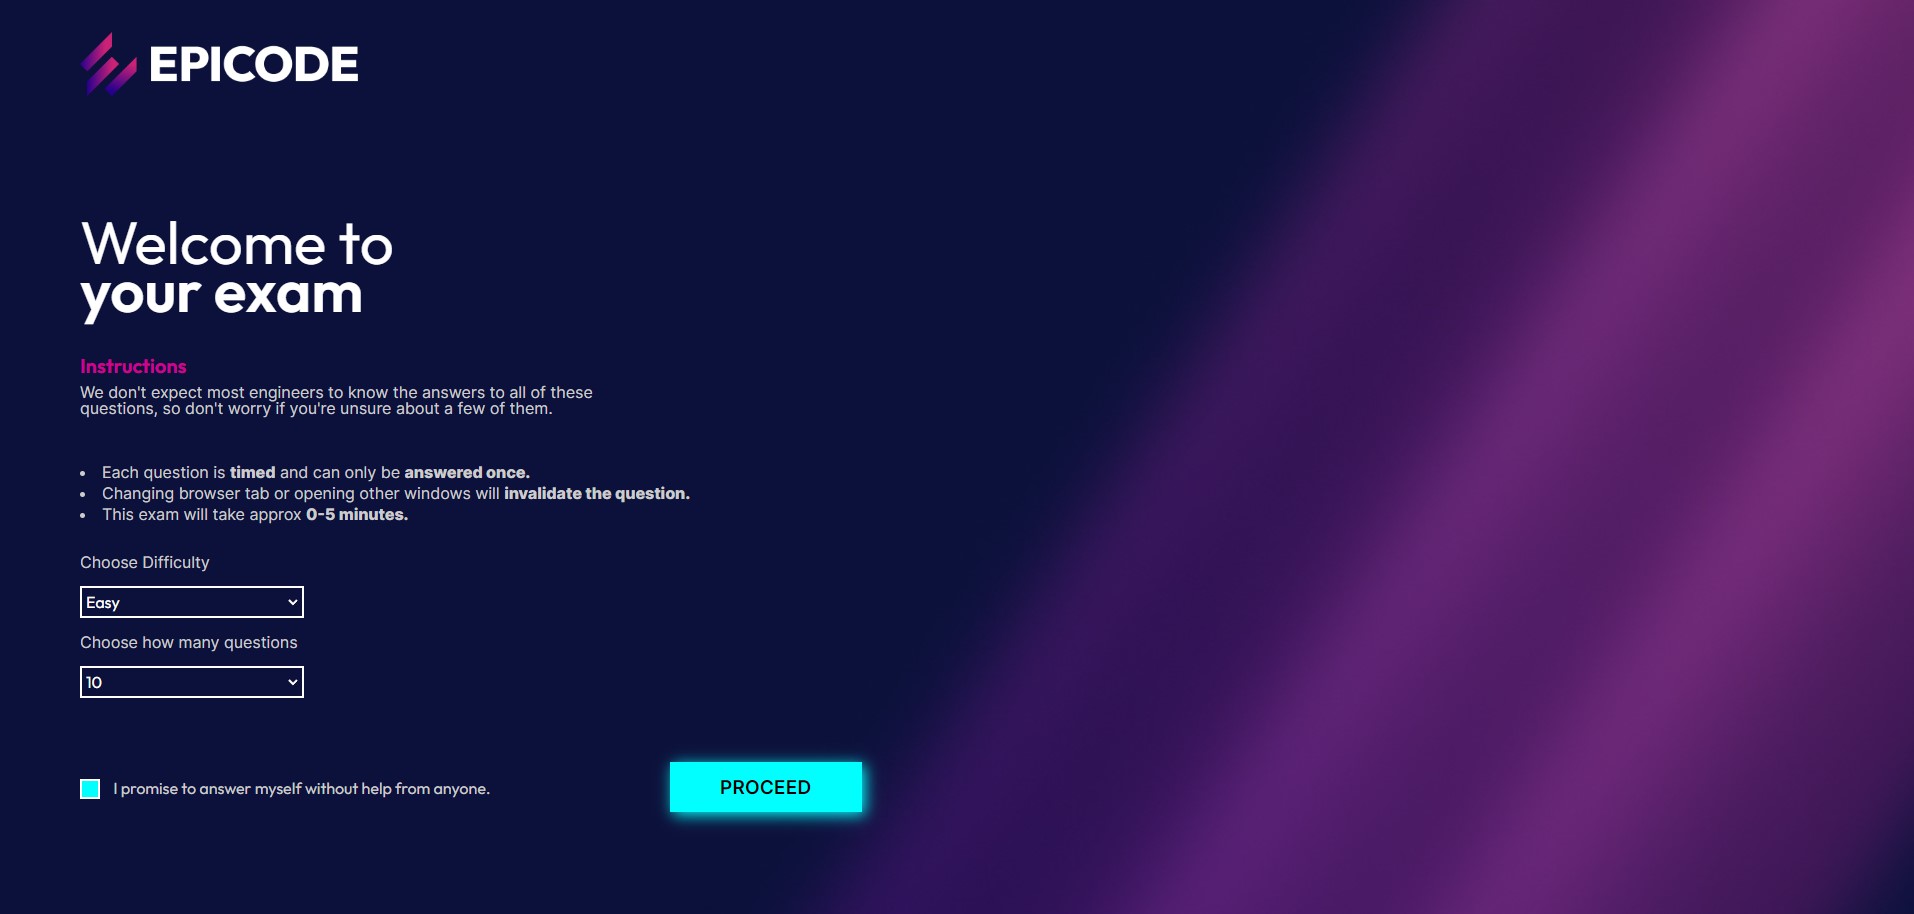 EPICODE
Welcome to
your exam
Instructions
We don't expect most engineers to know the answers to all of these
questions, so don't worry if you're unsure about a few of them.
• Each question is timed and can only be answered once.
• Changing browser tab or opening other windows will invalidate the question.
• This exam will take approx 0-5 minutes.
Choose Difficulty
Easy
Choose how many questions
10
I promise to answer myself without help from anyone.
PROCEED